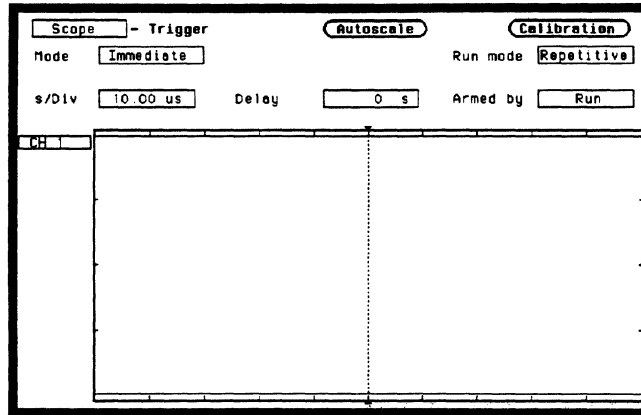 Scope - Trigger Autoscale Calibration
Mode Immediate Run mode Repetitive
s/Div 10.00 us Delay 0 s Armed by Run
CH 1